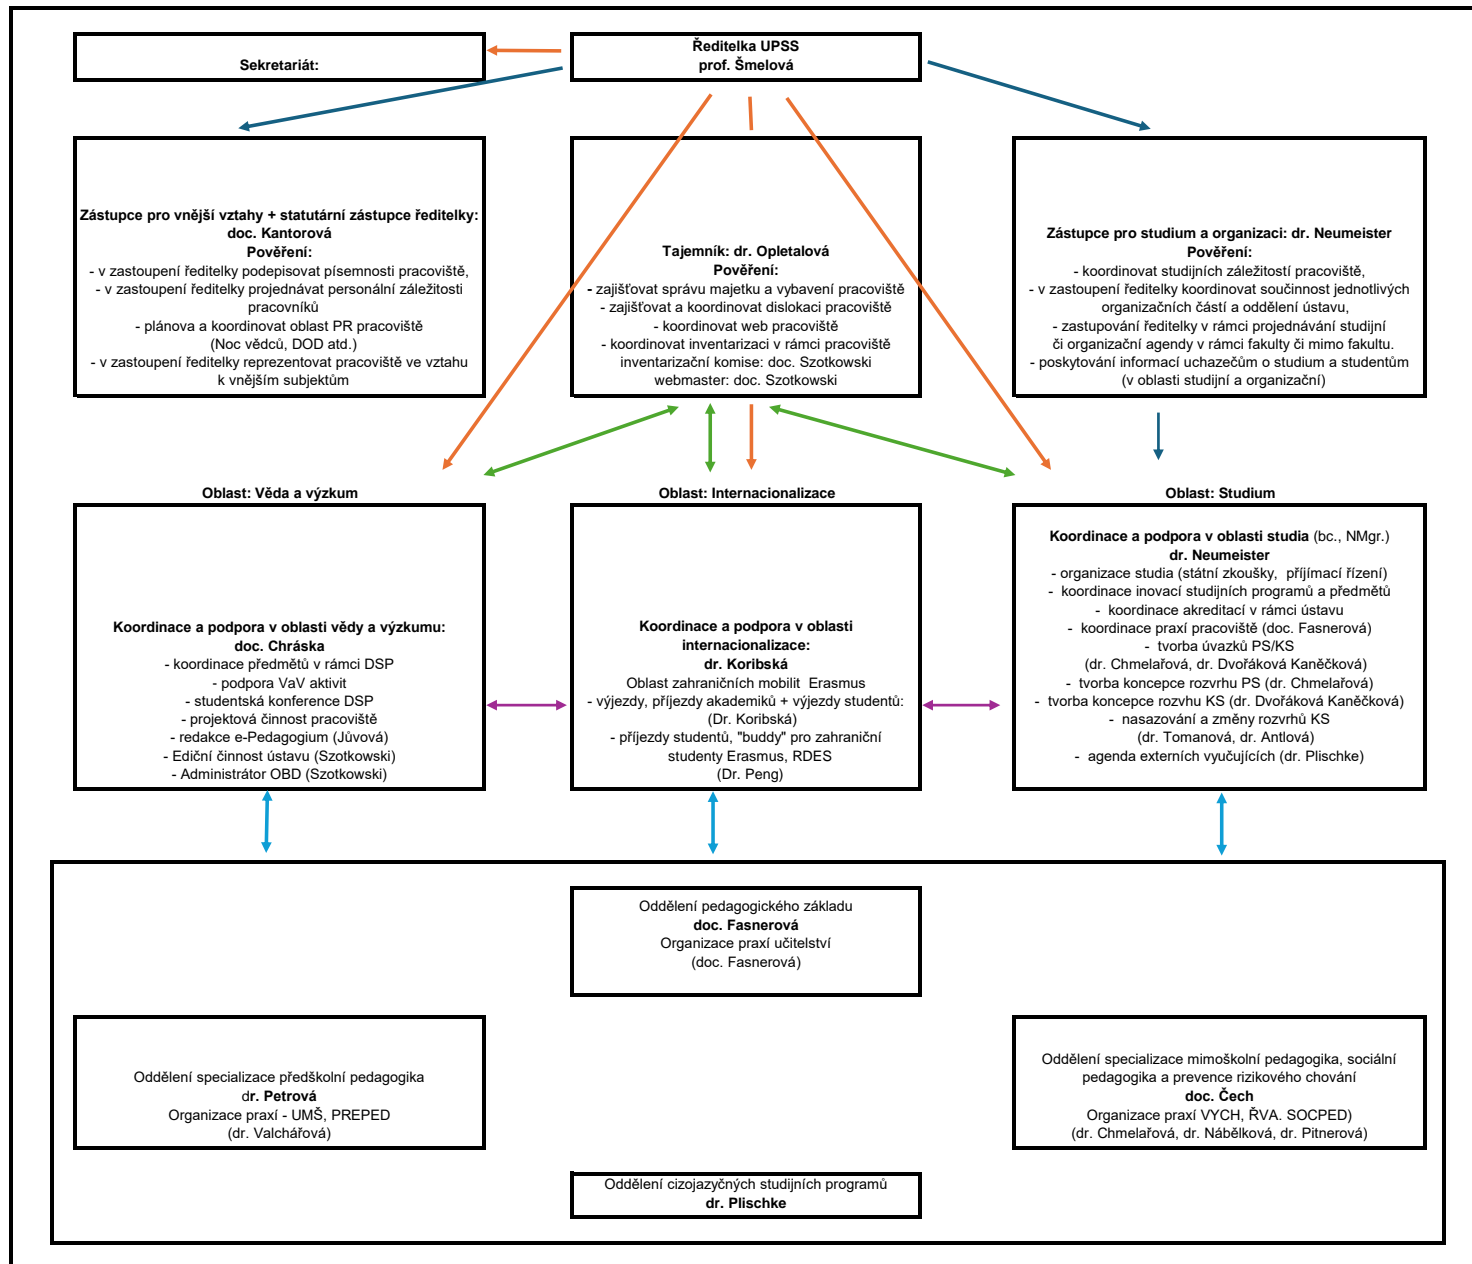 Ředitelka UPSS
prof. Šmelová
Sekretariát:
Zástupce pro vnější vztahy + statutární zástupce ředitelky:
doc. Kantorová
Pověření:
- v zastoupení ředitelky podepisovat písemnosti pracoviště,
- v zastoupení ředitelky projednávat personální záležitosti
pracovníků
- plánova a koordinovat oblast PR pracoviště
(Noc vědců, DOD atd.)
- v zastoupení ředitelky reprezentovat pracoviště ve vztahu
k vnějším subjektům
Tajemník: dr. Opletalová
Pověření:
- zajišťovat správu majetku a vybavení pracoviště
- zajišťovat a koordinovat dislokaci pracoviště
- koordinovat web pracoviště
- koordinovat inventarizaci v rámci pracoviště
inventarizační komise: doc. Szotkowski
webmaster: doc. Szotkowski
Zástupce pro studium a organizaci: dr. Neumeister
Pověření:
- koordinovat studijních záležitostí pracoviště,
- v zastoupení ředitelky koordinovat součinnost jednotlivých
organizačních částí a oddělení ústavu,
- zastupování ředitelky v rámci projednávání studijní
či organizační agendy v rámci fakulty či mimo fakultu.
- poskytování informací uchazečům o studium a studentům
(v oblasti studijní a organizační)
Oblast: Věda a výzkum
Koordinace a podpora v oblasti vědy a výzkumu:
doc. Chráska
- koordinace předmětů v rámci DSP
- podpora VaV aktivit
- studentská konference DSP
- projektová činnost pracoviště
- redakce e-Pedagogium (Jůvová)
- Ediční činnost ústavu (Szotkowski)
- Administrátor OBD (Szotkowski)
Oblast: Internacionalizace
Koordinace a podpora v oblasti
internacionalizace:
dr. Koribská
Oblast zahraničních mobilit  Erasmus
- výjezdy, příjezdy akademiků + výjezdy studentů:
(Dr. Koribská)
- příjezdy studentů, "buddy" pro zahraniční
studenty Erasmus, RDES
(Dr. Peng)
Oblast: Studium
Koordinace a podpora v oblasti studia (bc., NMgr.)
dr. Neumeister
- organizace studia (státní zkoušky,  příjímací řízení)
-  koordinace inovací studijních programů a předmětů
-  koordinace akreditací v rámci ústavu
-  koordinace praxí pracoviště (doc. Fasnerová)
-  tvorba úvazků PS/KS
(dr. Chmelařová, dr. Dvořáková Kaněčková)
-  tvorba koncepce rozvrhu PS (dr. Chmelařová)
-  tvorba koncepce rozvhu KS (dr. Dvořáková Kaněčková)
-  nasazování a změny rozvrhů KS
(dr. Tomanová, dr. Antlová)
-  agenda externích vyučujících (dr. Plischke)
Oddělení pedagogického základu
doc. Fasnerová
Organizace praxí učitelství
(doc. Fasnerová)
Oddělení specializace předškolní pedagogika
dr. Petrová
Organizace praxí - UMŠ, PREPED
(dr. Valchářová)
Oddělení specializace mimoškolní pedagogika, sociální
pedagogika a prevence rizikového chování
doc. Čech
Organizace praxí VYCH, ŘVA. SOCPED)
(dr. Chmelařová, dr. Nábělková, dr. Pitnerová)
Oddělení cizojazyčných studijních programů
dr. Plischke